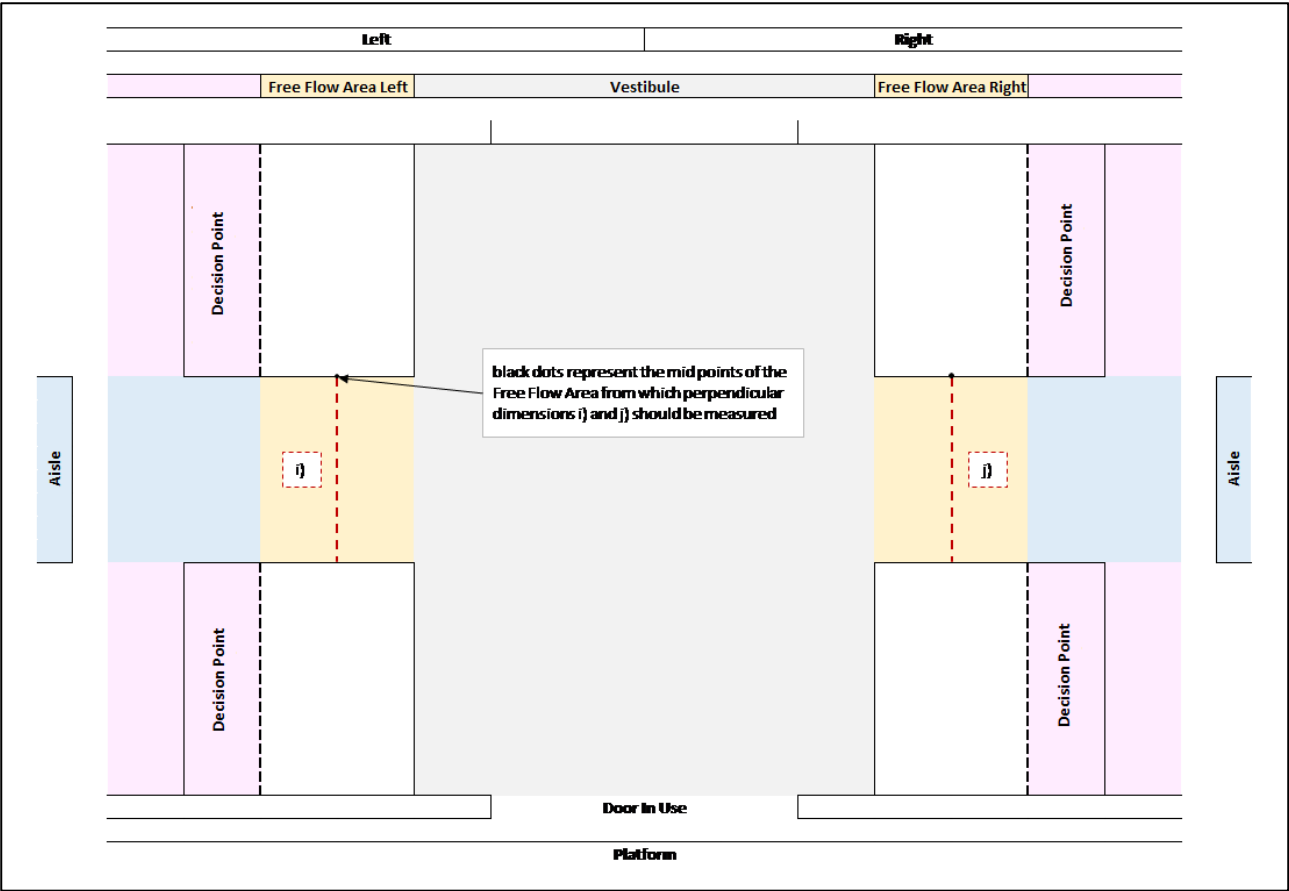 Left
Right
Free Flow Area Left
Vestibule
Free Flow Area Right
Decision Point
Decision Point
black dots represent the mid points of the
Free Flow Area from which perpendicular
dimensions i) and j) should be measured
Aisle
i)
j)
Aisle
Decision Point
Decision Point
Door In Use
Platform